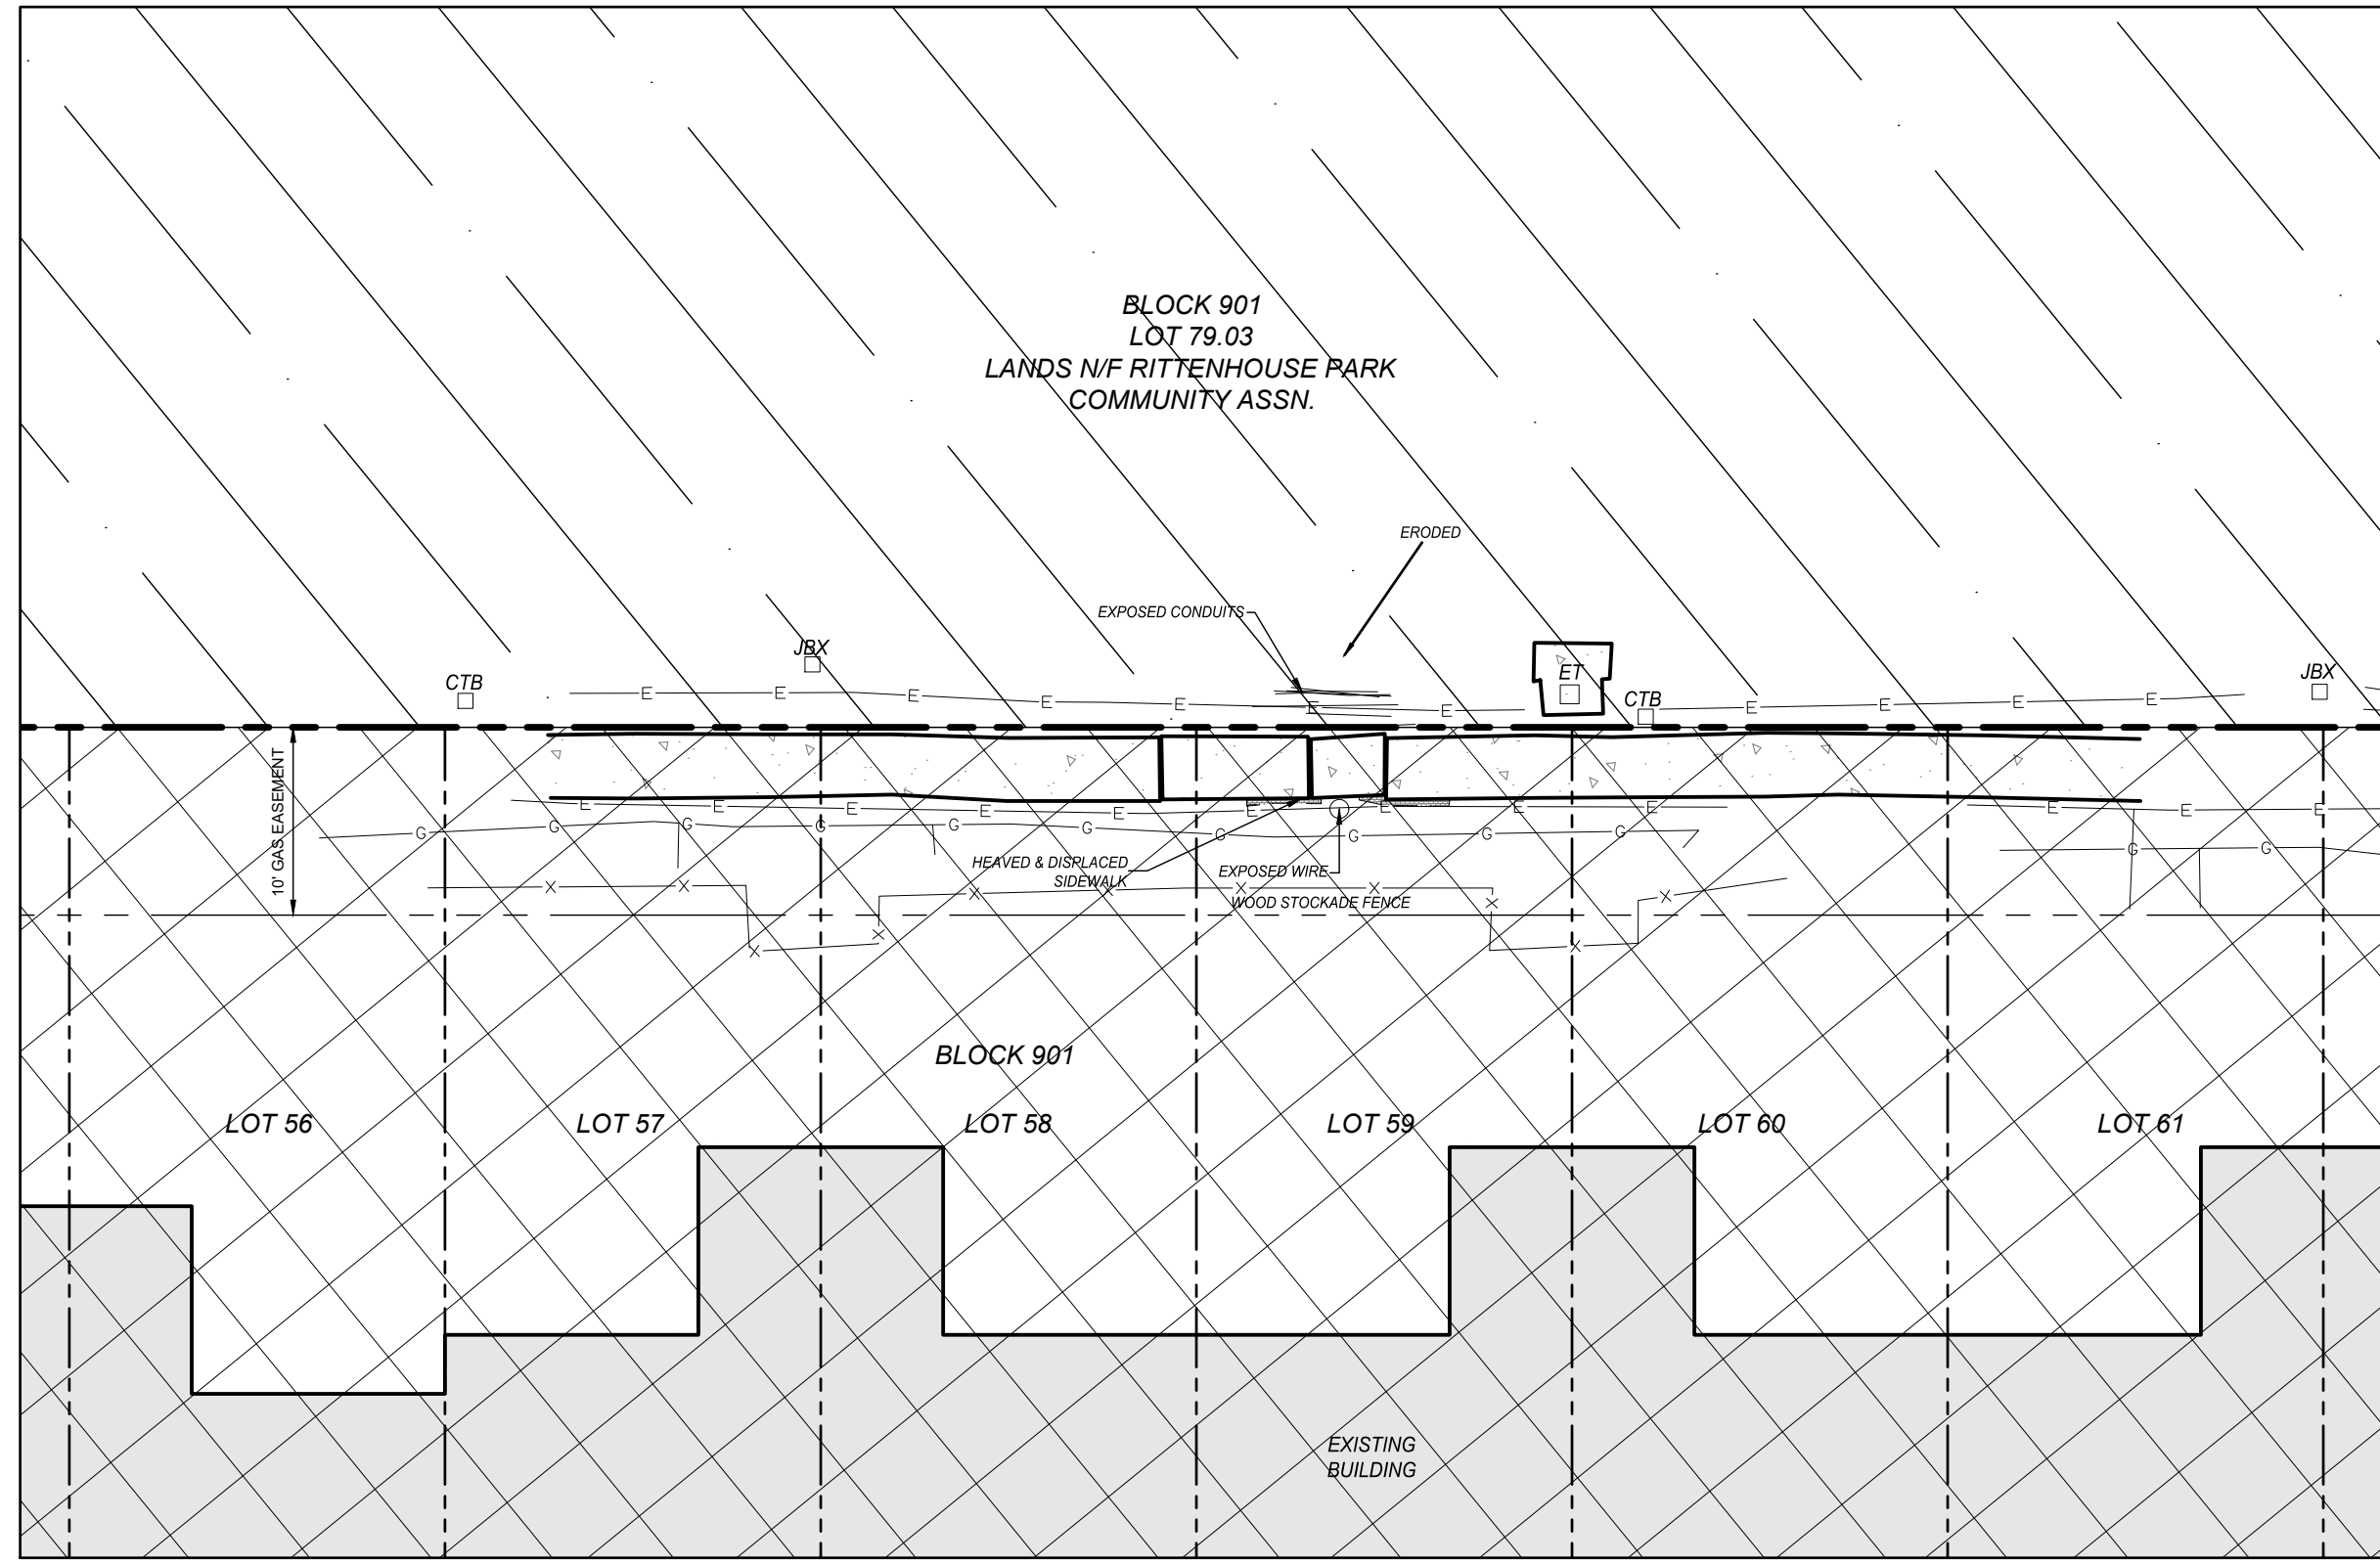 BLOCK 901
LOT 79.03
LANDS N/F RITTENHOUSE PARK
COMMUNITY ASSN.
ERODED
EXPOSED CONDUITS
JBX
CTB
ET
CTB
JBX
E E E E E E E E E E E
10' GAS EASEMENT
E E E E E E E E E E E E
G G G G G G G G G G G G
HEAVED & DISPLACED
SIDEWALK
EXPOSED WIRE
X X X X X X X X X X X
WOOD STOCKADE FENCE
BLOCK 901
LOT 56
LOT 57
LOT 58
LOT 59
LOT 60
LOT 61
EXISTING
BUILDING